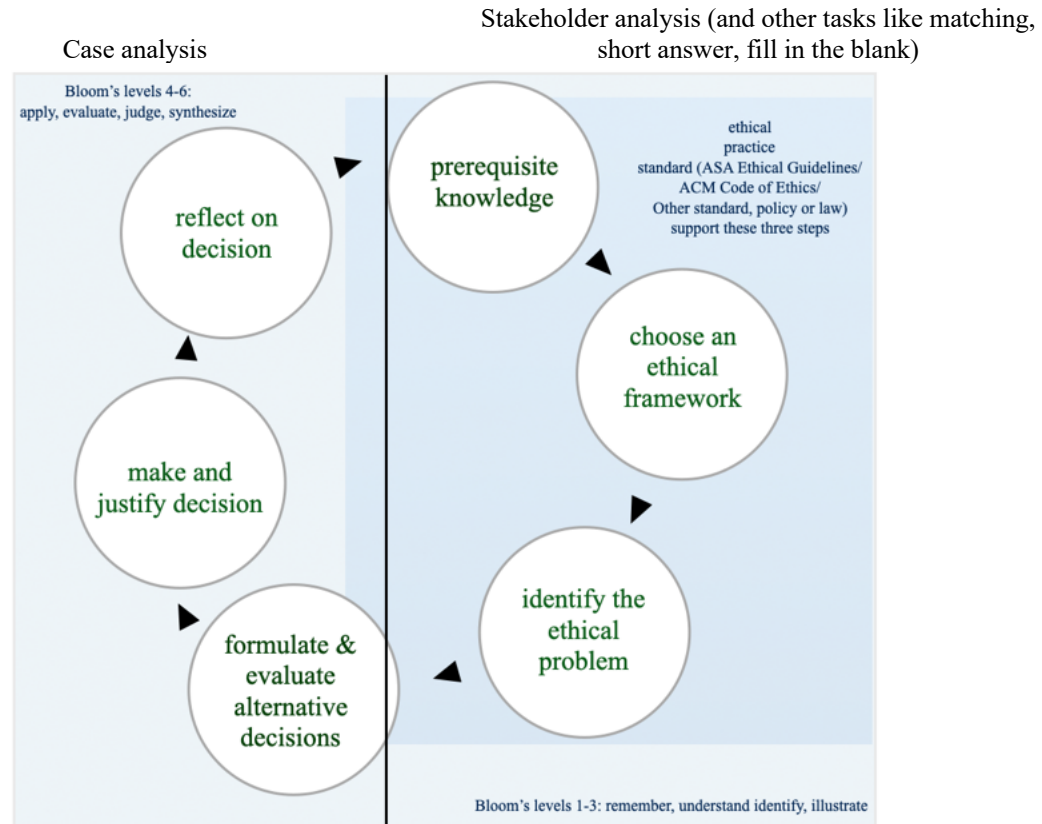 Stakeholder analysis (and other tasks like matching,
short answer, fill in the blank)
Case analysis
Bloom's levels 4-6:
apply, evaluate, judge, synthesize
ethical
practice
standard (ASA Ethical Guidelines/
ACM Code of Ethics/
Other standard, policy or law)
support these three steps
prerequisite
knowledge
choose an
ethical
framework
identify the
ethical
problem
formulate &
evaluate
alternative
decisions
make and
justify decision
reflect on
decision
Bloom's levels 1-3: remember, understand identify, illustrate